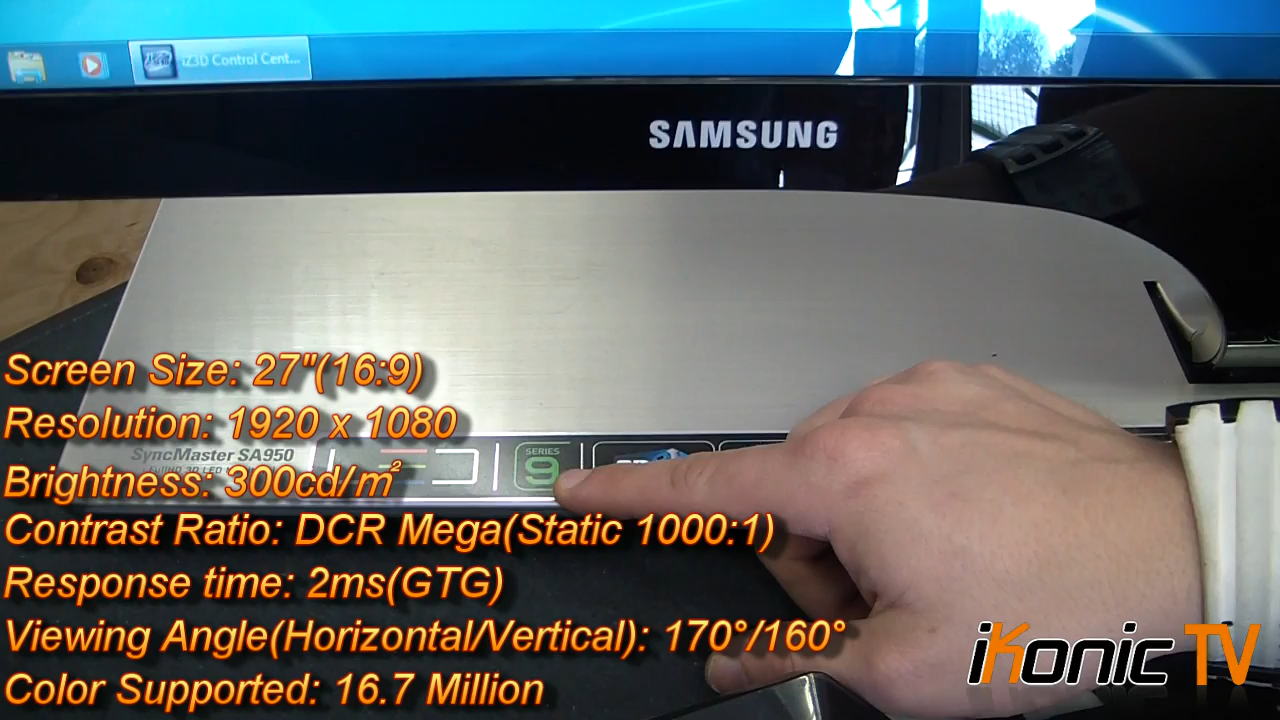 iZ3D Control Cent...
SAMSUNG
Screen Size: 27"(16:9)
Resolution: 1920 x 1080
SyncMaster SA950
SERIES
9
Brightness: 300cd/㎡
Contrast Ratio: DCR Mega(Static 1000:1)
Response time: 2ms(GTG)
Viewing Angle(Horizontal/Vertical): 170°/160°
Color Supported: 16.7 Million
iKonic TV